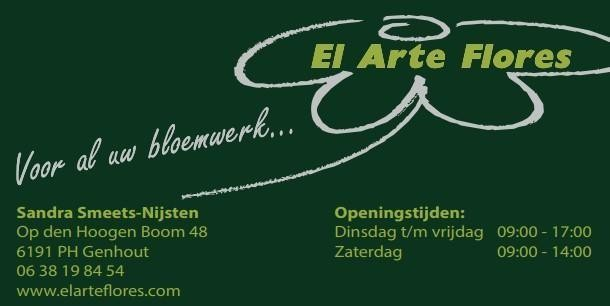 El Arte Flores
Voor al uw bloemwerk...
Sandra Smeets-Nijsten
Op den Hoogen Boom 48
6191 PH Genhout
06 38 19 84 54
www.elarteflores.com
Openingstijden:
Dinsdag t/m vrijdag 09:00 - 17:00
Zaterdag 09:00 - 14:00